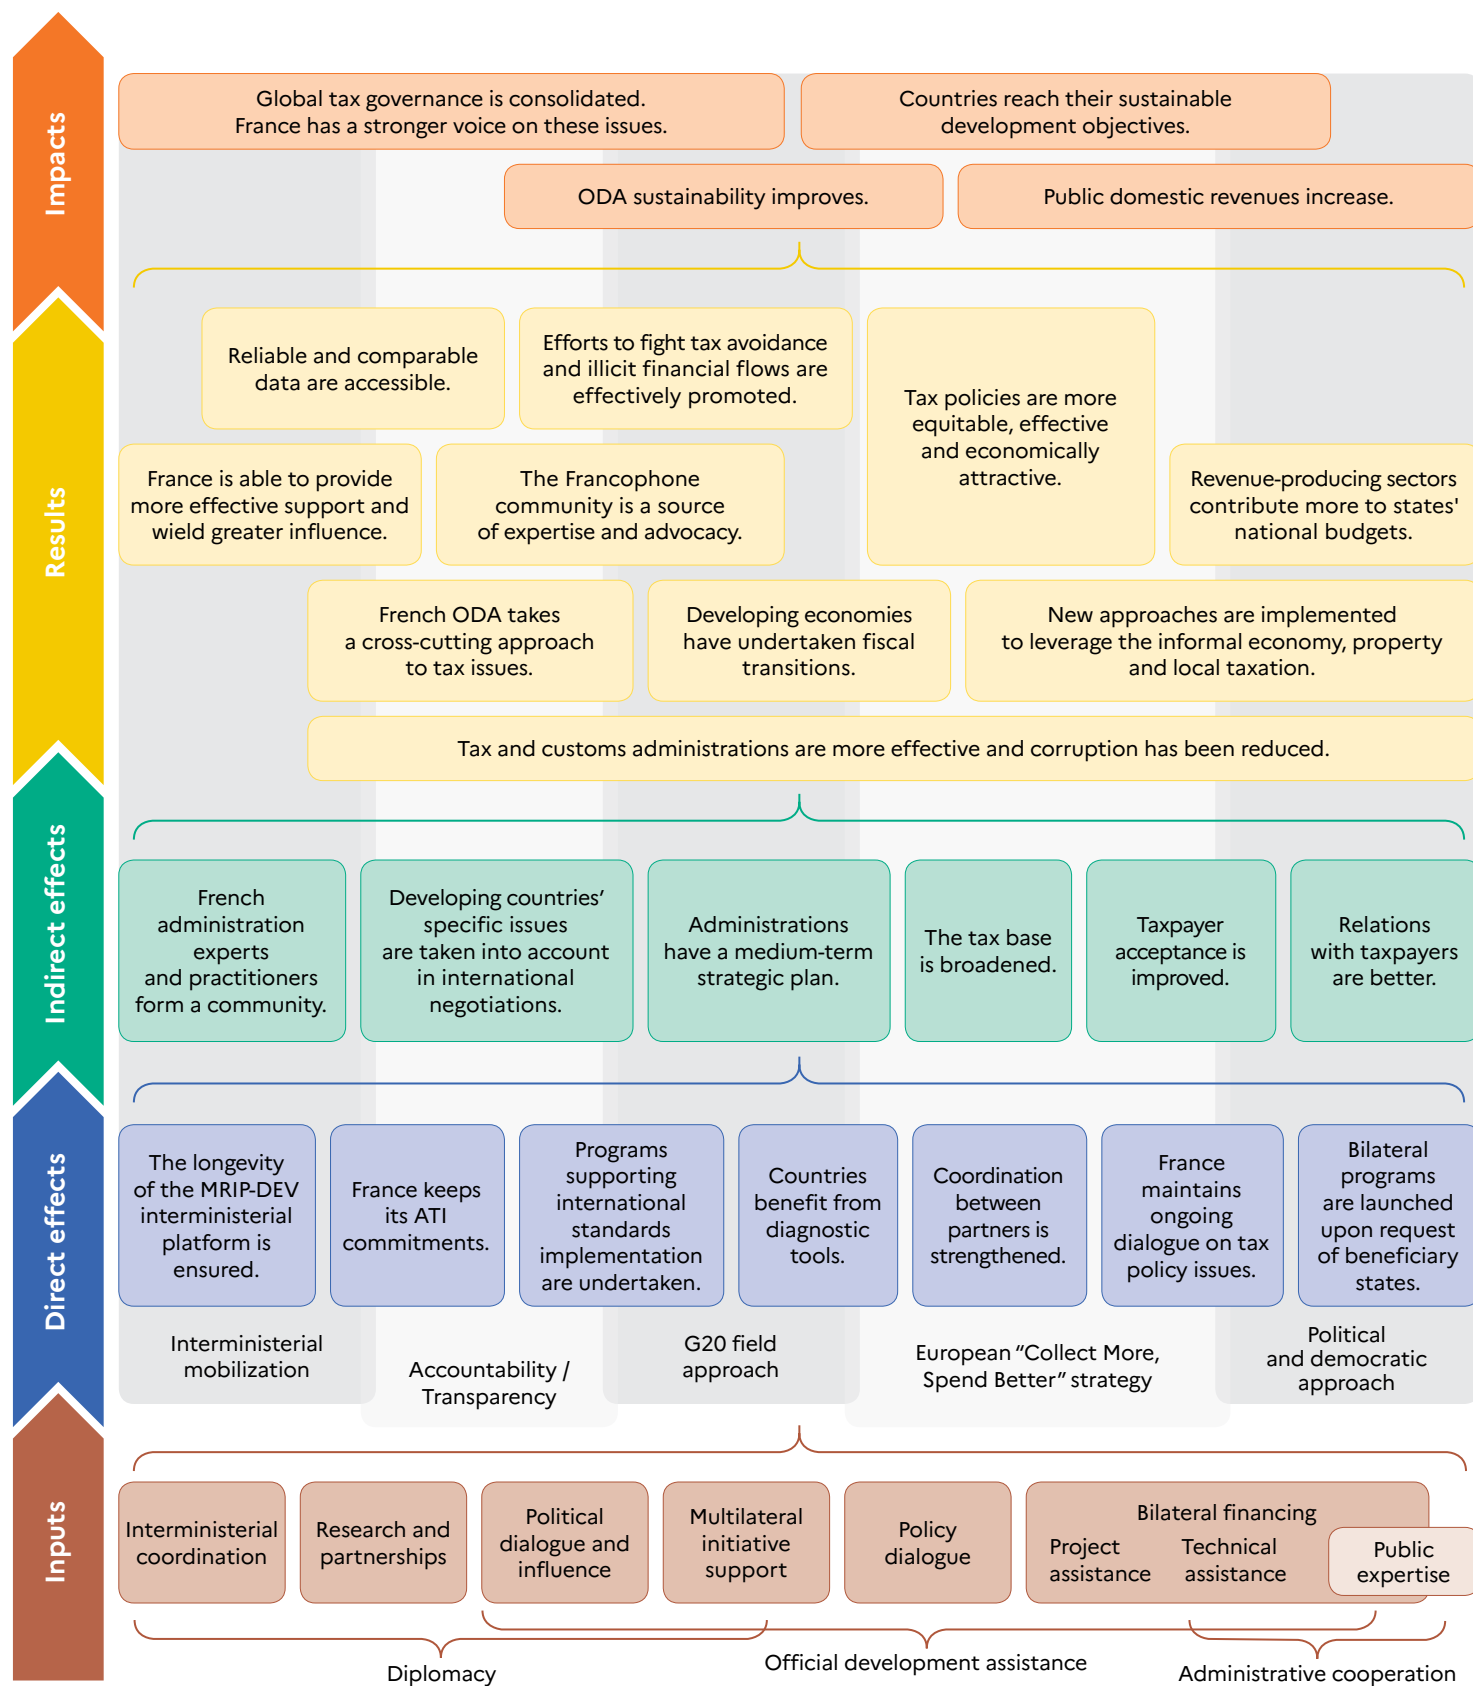 Impacts
Global tax governance is consolidated.
France has a stronger voice on these issues.
Countries reach their sustainable
development objectives.
ODA sustainability improves.
Public domestic revenues increase.
Results
Reliable and comparable
data are accessible.
Efforts to fight tax avoidance
and illicit financial flows are
effectively promoted.
Tax policies are more
equitable, effective
and economically
attractive.
France is able to provide
more effective support and
wield greater influence.
The Francophone
community is a source
of expertise and advocacy.
Revenue-producing sectors
contribute more to states'
national budgets.
French ODA takes
a cross-cutting approach
to tax issues.
Developing economies
have undertaken fiscal
transitions.
New approaches are implemented
to leverage the informal economy, property
and local taxation.
Tax and customs administrations are more effective and corruption has been reduced.
Indirect effects
French
administration
experts
and practitioners
form a community.
Developing countries’
specific issues
are taken into account
in international
negotiations.
Administrations
have a medium-term
strategic plan.
The tax base
is broadened.
Taxpayer
acceptance is
improved.
Relations
with taxpayers
are better.
Direct effects
The longevity
of the MRIP-DEV
interministerial
platform is
ensured.
France keeps
its ATI
commitments.
Programs
supporting
international
standards
implementation
are undertaken.
Countries
benefit from
diagnostic
tools.
Coordination
between
partners is
strengthened.
France
maintains
ongoing
dialogue on tax
policy issues.
Bilateral
programs
are launched
upon request
of beneficiary
states.
Interministerial
mobilization
Accountability /
Transparency
G20 field
approach
European “Collect More,
Spend Better” strategy
Political
and democratic
approach
Inputs
Interministerial
coordination
Research and
partnerships
Political
dialogue and
influence
Multilateral
initiative
support
Policy
dialogue
Bilateral financing
Project
assistance
Technical
assistance
Public
expertise
Diplomacy
Official development assistance
Administrative cooperation